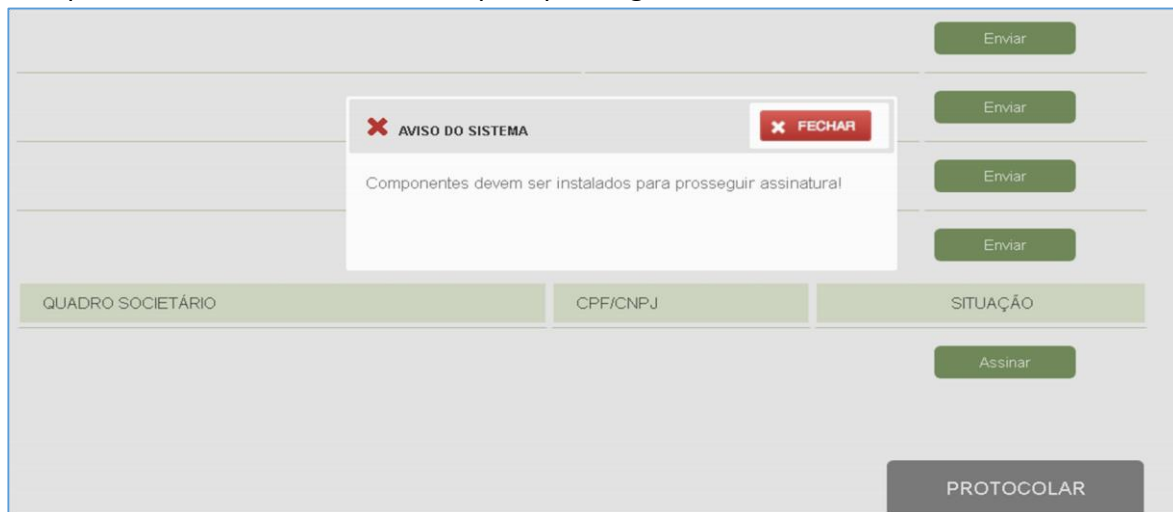 Enviar
AVISO DO SISTEMA
FECHAR
Enviar
Componentes devem ser instalados para prosseguir assinatura!
Enviar
Enviar
QUADRO SOCIETÁRIO CPF/CNPJ SITUAÇÃO
Assinar
PROTOCOLAR